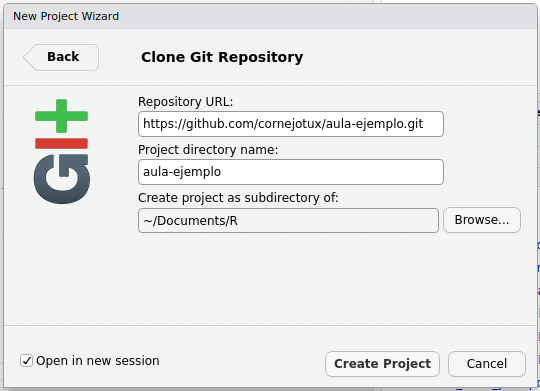 New Project Wizard
Back
Clone Git Repository
Repository URL:
https://github.com/cornejotux/aula-ejemplo.git
Project directory name:
aula-ejemplo
Create project as subdirectory of:
~/Documents/R
Browse...
git
Open in new session
Create Project
Cancel